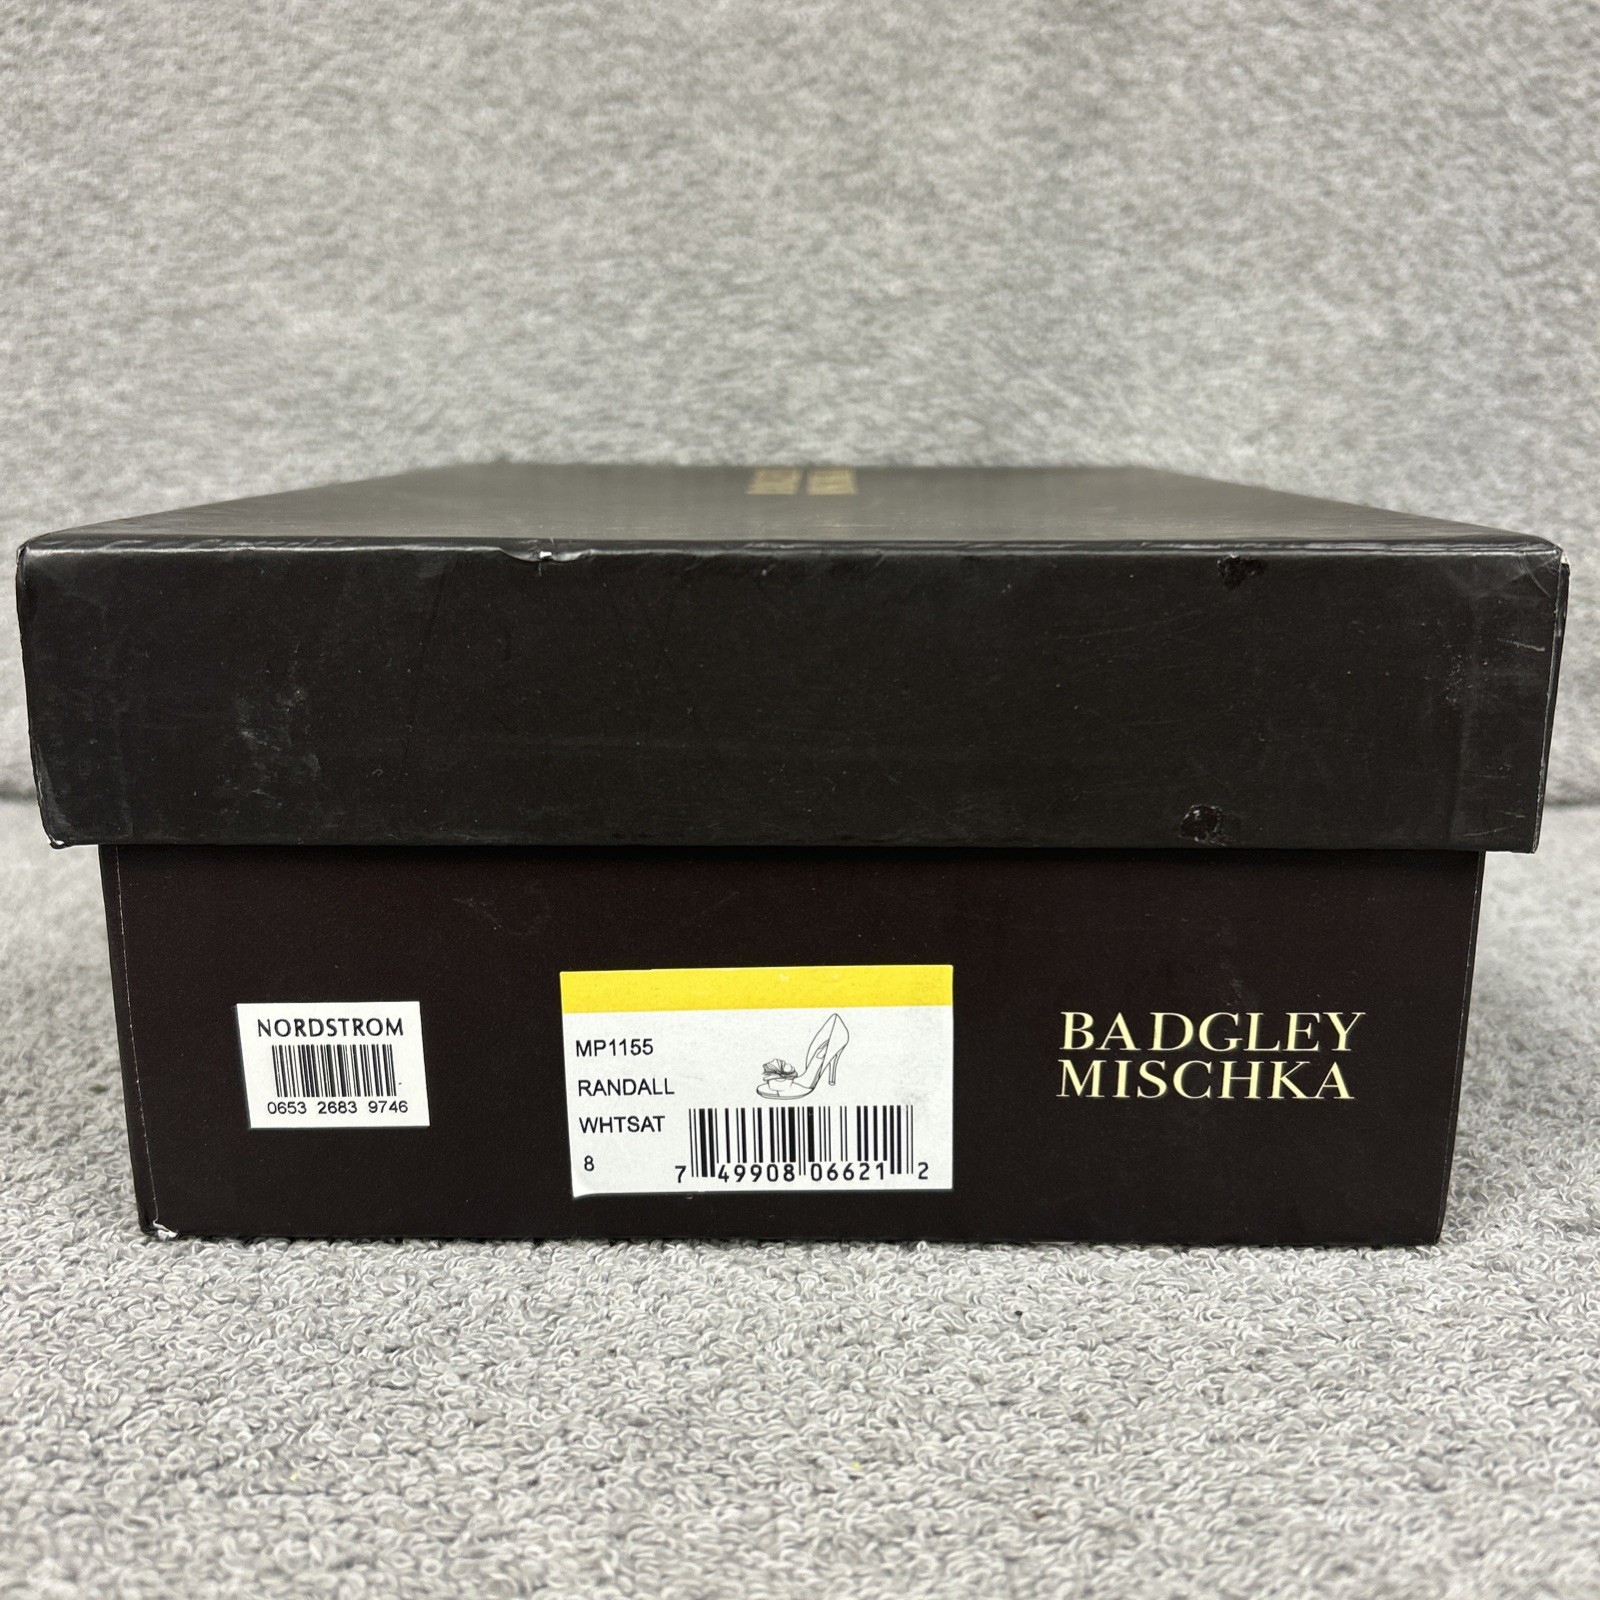 NORDSTROM
0653 2683 9746
MP1155
RANDALL
WHTSAT
8
7 49908 06621 2
BADGLEY
MISCHKA